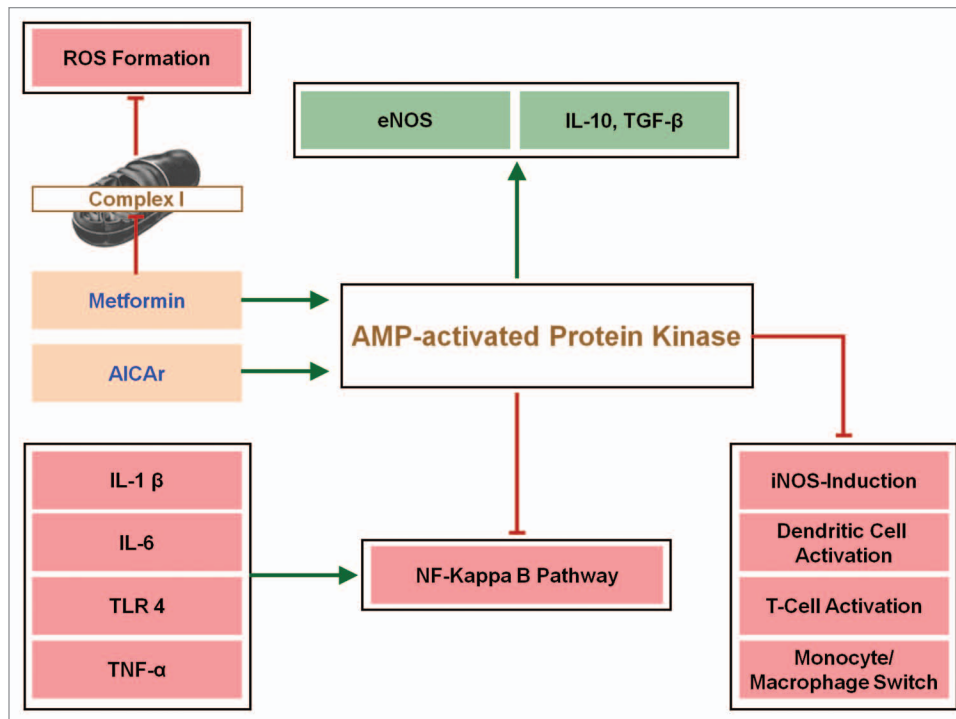 ROS Formation
eNOS
IL-10, TGF-β
Complex I
Metformin
AMP-activated Protein Kinase
AICAr
IL-1 β
IL-6
TLR 4
TNF-α
NF-Kappa B Pathway
iNOS-Induction
Dendritic Cell
Activation
T-Cell Activation
Monocyte/
Macrophage Switch